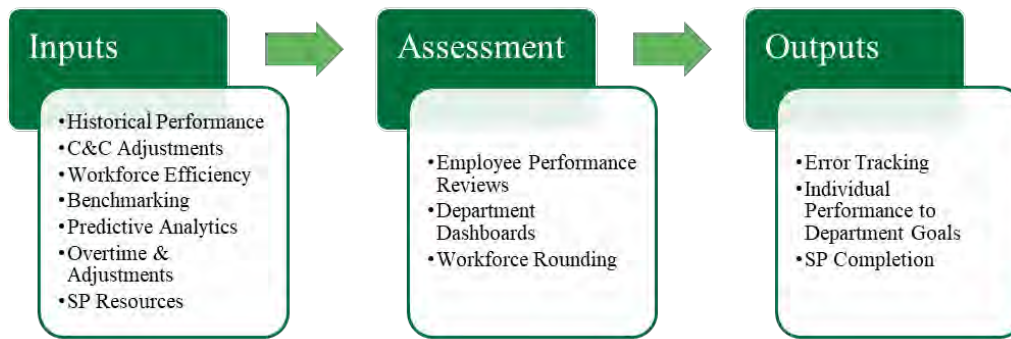 Inputs
•Historical Performance
•C&C Adjustments
•Workforce Efficiency
•Benchmarking
•Predictive Analytics
•Overtime &
Adjustments
•SP Resources
Assessment
•Employee Performance
Reviews
•Department
Dashboards
•Workforce Rounding
Outputs
•Error Tracking
•Individual
Performance to
Department Goals
•SP Completion